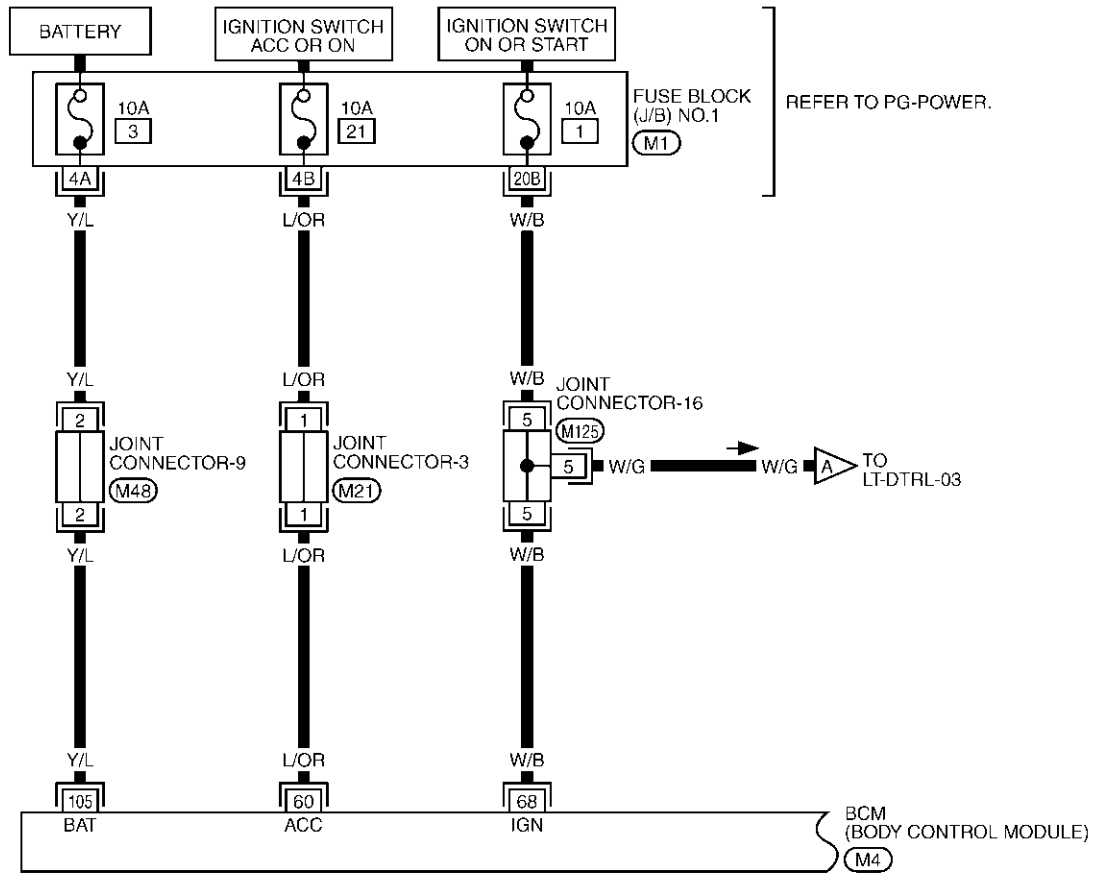 BATTERY
IGNITION SWITCH
ACC OR ON
IGNITION SWITCH
ON OR START
10A
3
10A
21
10A
1
FUSE BLOCK
(J/B) NO.1
M1
REFER TO PG-POWER.
4A
4B
20B
Y/L
L/OR
W/B
Y/L
L/OR
W/B
2
JOINT
CONNECTOR-9
M48
2
1
JOINT
CONNECTOR-3
M21
1
5
JOINT
CONNECTOR-16
M125
5
W/G
W/G
A
TO
LT-DTRL-03
5
Y/L
L/OR
W/B
Y/L
L/OR
W/B
105
60
68
BAT
ACC
IGN
BCM
(BODY CONTROL MODULE)
M4